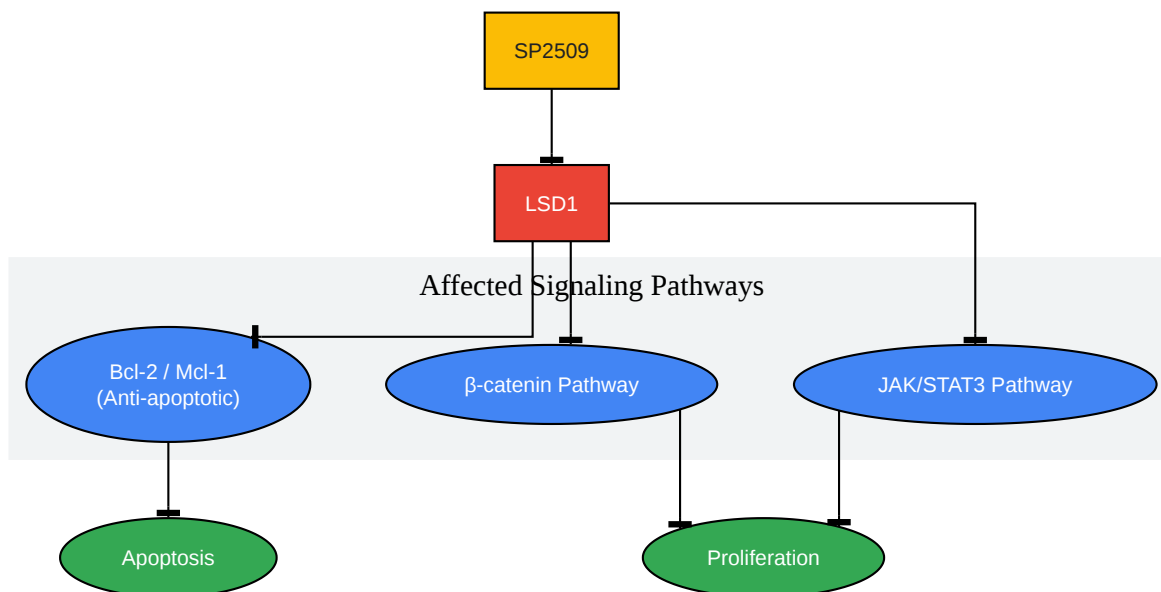 SP2509
LSD1
Affected Signaling Pathways
Bcl-2 / Mcl-1
(Anti-apoptotic)
β-catenin Pathway
JAK/STAT3 Pathway
Apoptosis
Proliferation